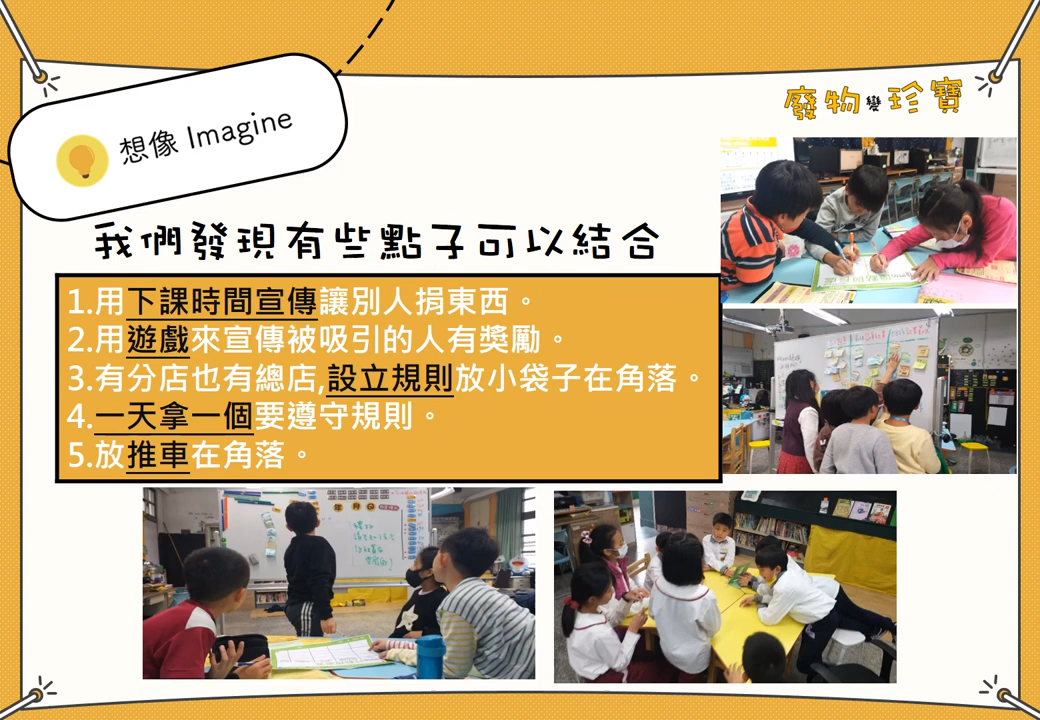 廢物變珍寶
想像 Imagine
我們發現有些點子可以結合
1.用下課時間宣傳讓別人捐東西。
2.用遊戲來宣傳被吸引的人有獎勵。
3.有分店也有總店,設立規則放小袋子在角落。
4.一天拿一個要遵守規則。
5.放推車在角落。